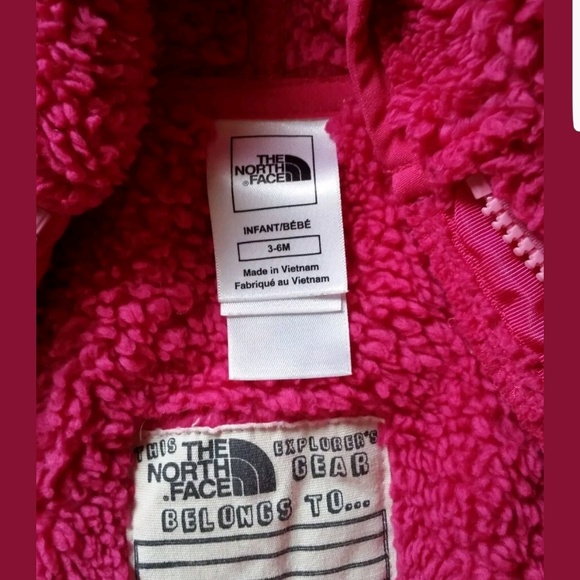 THE
NORTH
FACE
INFANT/BÉBÉ
3-6M
Made in Vietnam
Fabriqué au Vietnam
THIS THE NORTH FACE EXPLORER'S
GEAR
BELONGS TO...